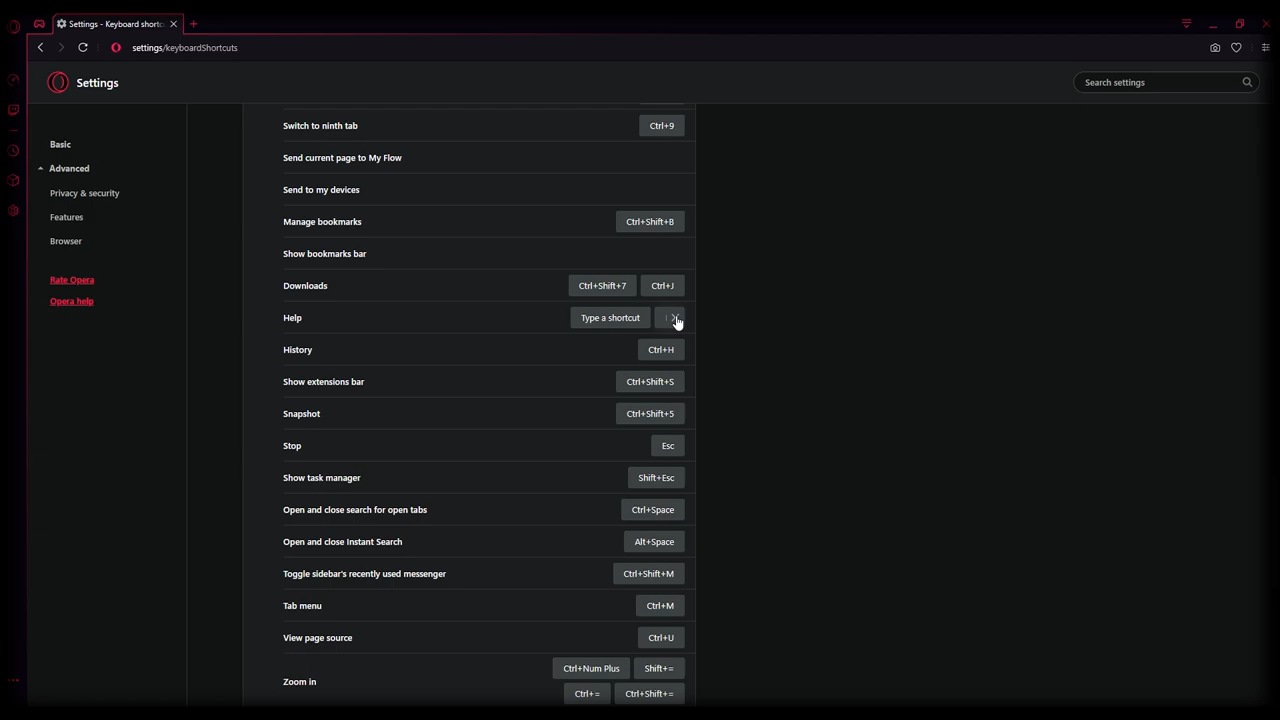 Settings - Keyboard shortc
settings/keyboardShortcuts
Settings
Search settings
Basic
Advanced
Privacy & security
Features
Browser
Rate Opera
Opera help
Switch to ninth tab Ctrl+9
Send current page to My Flow
Send to my devices
Manage bookmarks Ctrl+Shift+B
Show bookmarks bar
Downloads Ctrl+Shift+7 Ctrl+J
Help Type a shortcut
History Ctrl+H
Show extensions bar Ctrl+Shift+S
Snapshot Ctrl+Shift+5
Stop Esc
Show task manager Shift+Esc
Open and close search for open tabs Ctrl+Space
Open and close Instant Search Alt+Space
Toggle sidebar's recently used messenger Ctrl+Shift+M
Tab menu Ctrl+M
View page source Ctrl+U
Zoom in Ctrl+Num Plus Shift+=
Ctrl+= Ctrl+Shift+=